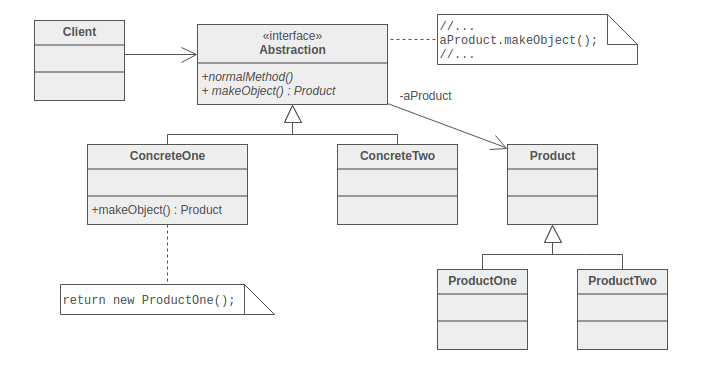 Client
«interface»
Abstraction
+normalMethod()
+ makeObject() : Product
//...
aProduct.makeObject();
//...
-aProduct
ConcreteOne
+makeObject() : Product
ConcreteTwo
Product
return new ProductOne();
ProductOne
ProductTwo